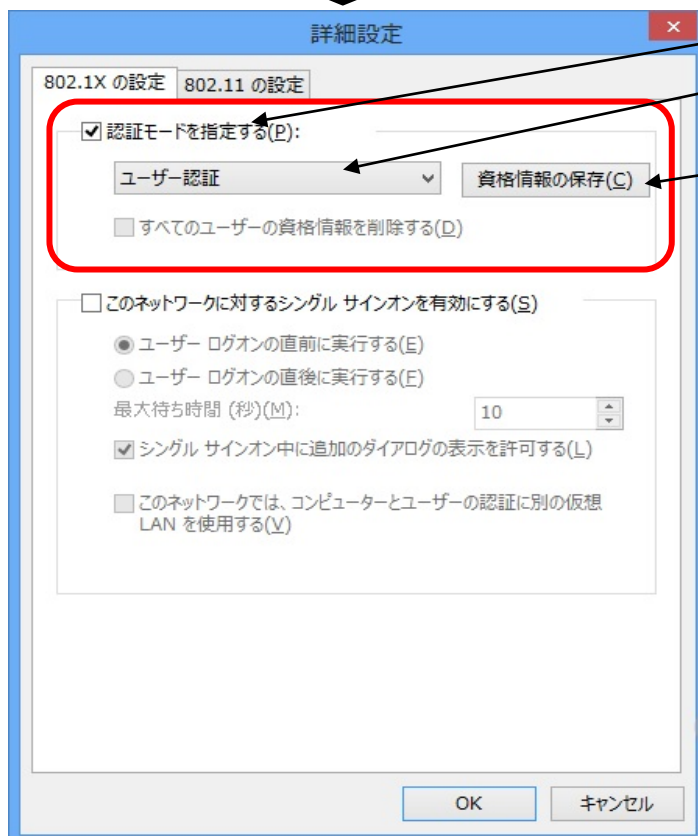 詳細設定
802.1X の設定 802.11 の設定
認証モードを指定する(P):
ユーザー認証 資格情報の保存(C)
すべてのユーザーの資格情報を削除する(D)
このネットワークに対するシングル サインオンを有効にする(S)
ユーザー ログオンの直前に実行する(E)
ユーザー ログオンの直後に実行する(F)
最大待ち時間 (秒)(M): 10
シングル サインオン中に追加のダイアログの表示を許可する(L)
このネットワークでは、コンピューターとユーザーの認証に別の仮想
LAN を使用する(V)
OK キャンセル